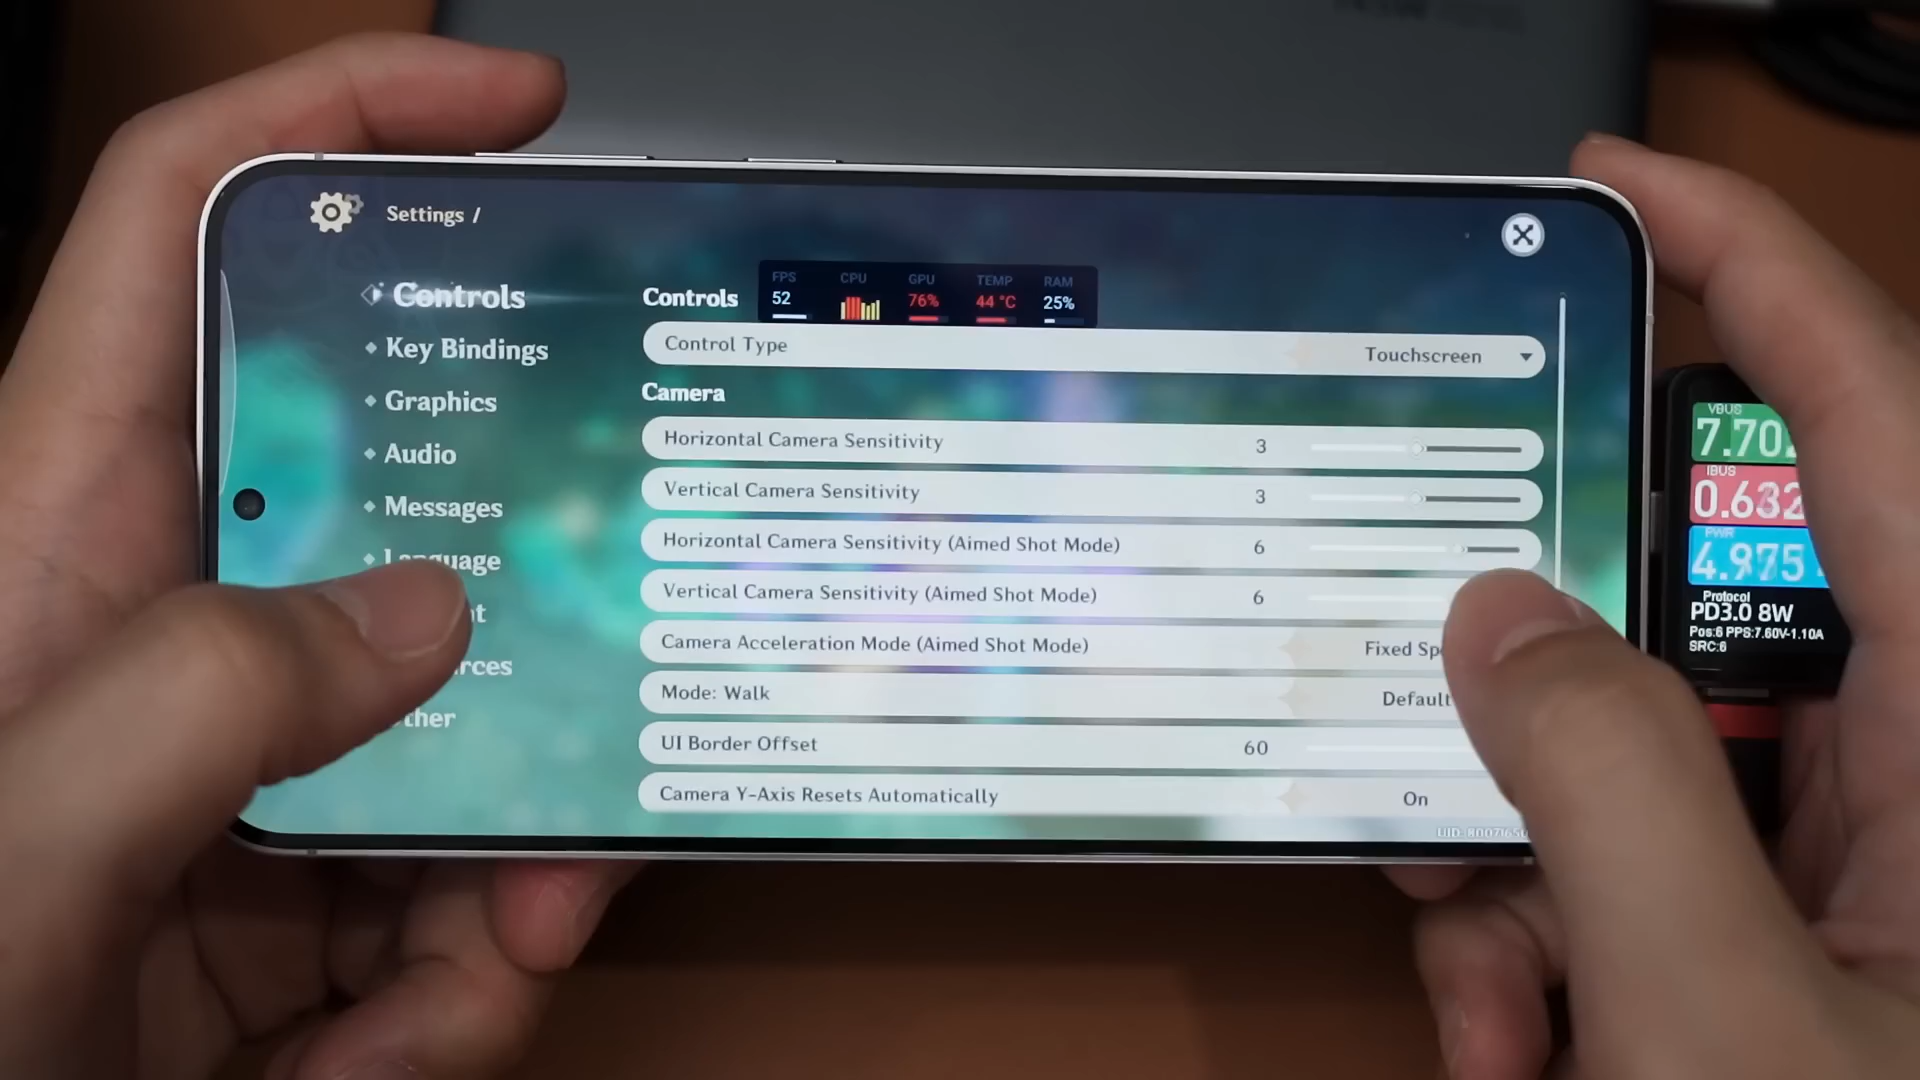 Settings /
FPS CPU GPU TEMP RAM
52 76% 44 °C 25%
Controls
Key Bindings
Graphics
Audio
Messages
Controls
Control Type Touchscreen
Camera
Horizontal Camera Sensitivity 3
Vertical Camera Sensitivity 3
Horizontal Camera Sensitivity (Aimed Shot Mode) 6
Vertical Camera Sensitivity (Aimed Shot Mode) 6
Camera Acceleration Mode (Aimed Shot Mode) Fixed
Mode: Walk Default
UI Border Offset 60
Camera Y-Axis Resets Automatically On
VBUS
7.70
IBUS
0.632
PWR
4.975
Protocol
PD3.0 8W
Pos:6 PPS:7.60V-1.10A
SRC:6